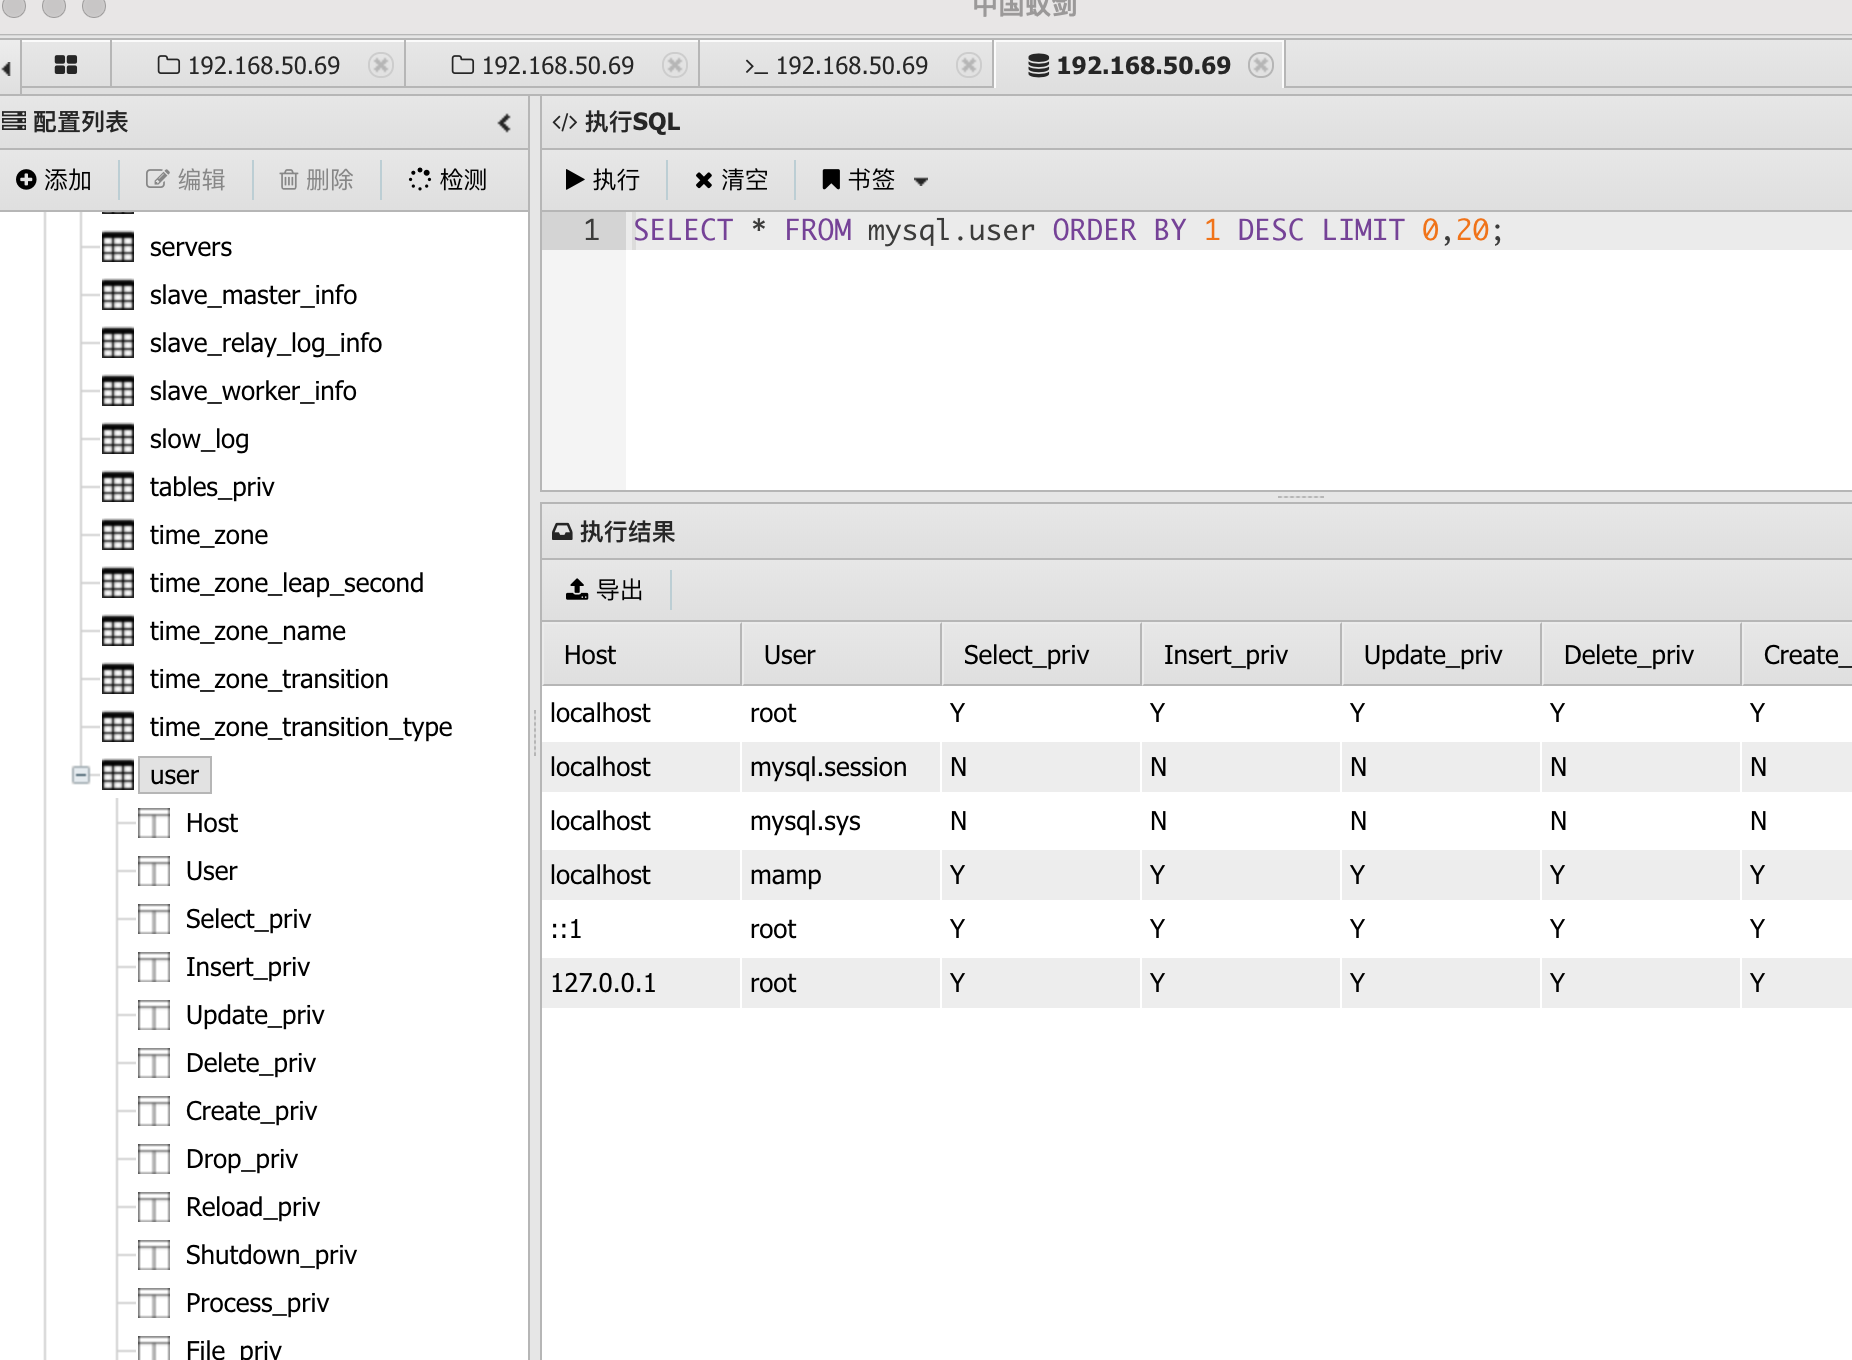 中国蚁剑
192.168.50.69
192.168.50.69
>_ 192.168.50.69
192.168.50.69
配置列表
添加
编辑
删除
检测
servers
slave_master_info
slave_relay_log_info
slave_worker_info
slow_log
tables_priv
time_zone
time_zone_leap_second
time_zone_name
time_zone_transition
time_zone_transition_type
user
Host
User
Select_priv
Insert_priv
Update_priv
Delete_priv
Create_priv
Drop_priv
Reload_priv
Shutdown_priv
Process_priv
File_priv
</> 执行SQL
执行
清空
书签
1 SELECT * FROM mysql.user ORDER BY 1 DESC LIMIT 0,20;
执行结果
导出
Host User Select_priv Insert_priv Update_priv Delete_priv Create_
localhost root Y Y Y Y Y
localhost mysql.session N N N N N
localhost mysql.sys N N N N N
localhost mamp Y Y Y Y Y
::1 root Y Y Y Y Y
127.0.0.1 root Y Y Y Y Y